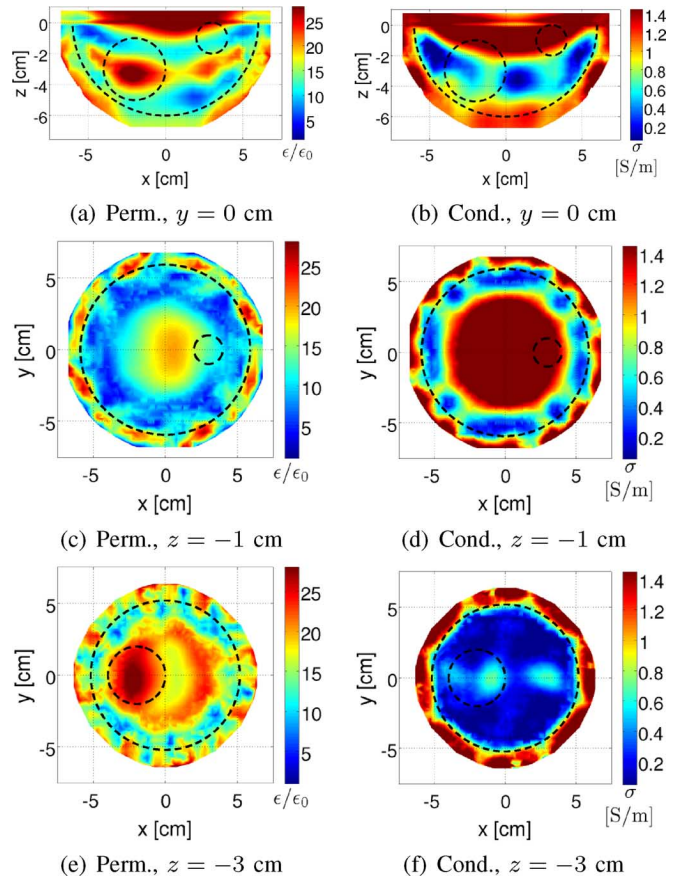 0
-2
-4
-6
z [cm]
-5 0 5
x [cm]
25
20
15
10
5
ϵ/ϵ0
0
-2
-4
-6
z [cm]
-5 0 5
x [cm]
1.4
1.2
1
0.8
0.6
0.4
0.2
σ
[S/m]
(a) Perm., y = 0 cm
(b) Cond., y = 0 cm
5
0
-5
y [cm]
-5 0 5
x [cm]
25
20
15
10
5
ϵ/ϵ0
5
0
-5
y [cm]
-5 0 5
x [cm]
1.4
1.2
1
0.8
0.6
0.4
0.2
σ
[S/m]
(c) Perm., z = −1 cm
(d) Cond., z = −1 cm
5
0
-5
y [cm]
-5 0 5
x [cm]
25
20
15
10
5
ϵ/ϵ0
5
0
-5
y [cm]
-5 0 5
x [cm]
1.4
1.2
1
0.8
0.6
0.4
0.2
σ
[S/m]
(e) Perm., z = −3 cm
(f) Cond., z = −3 cm